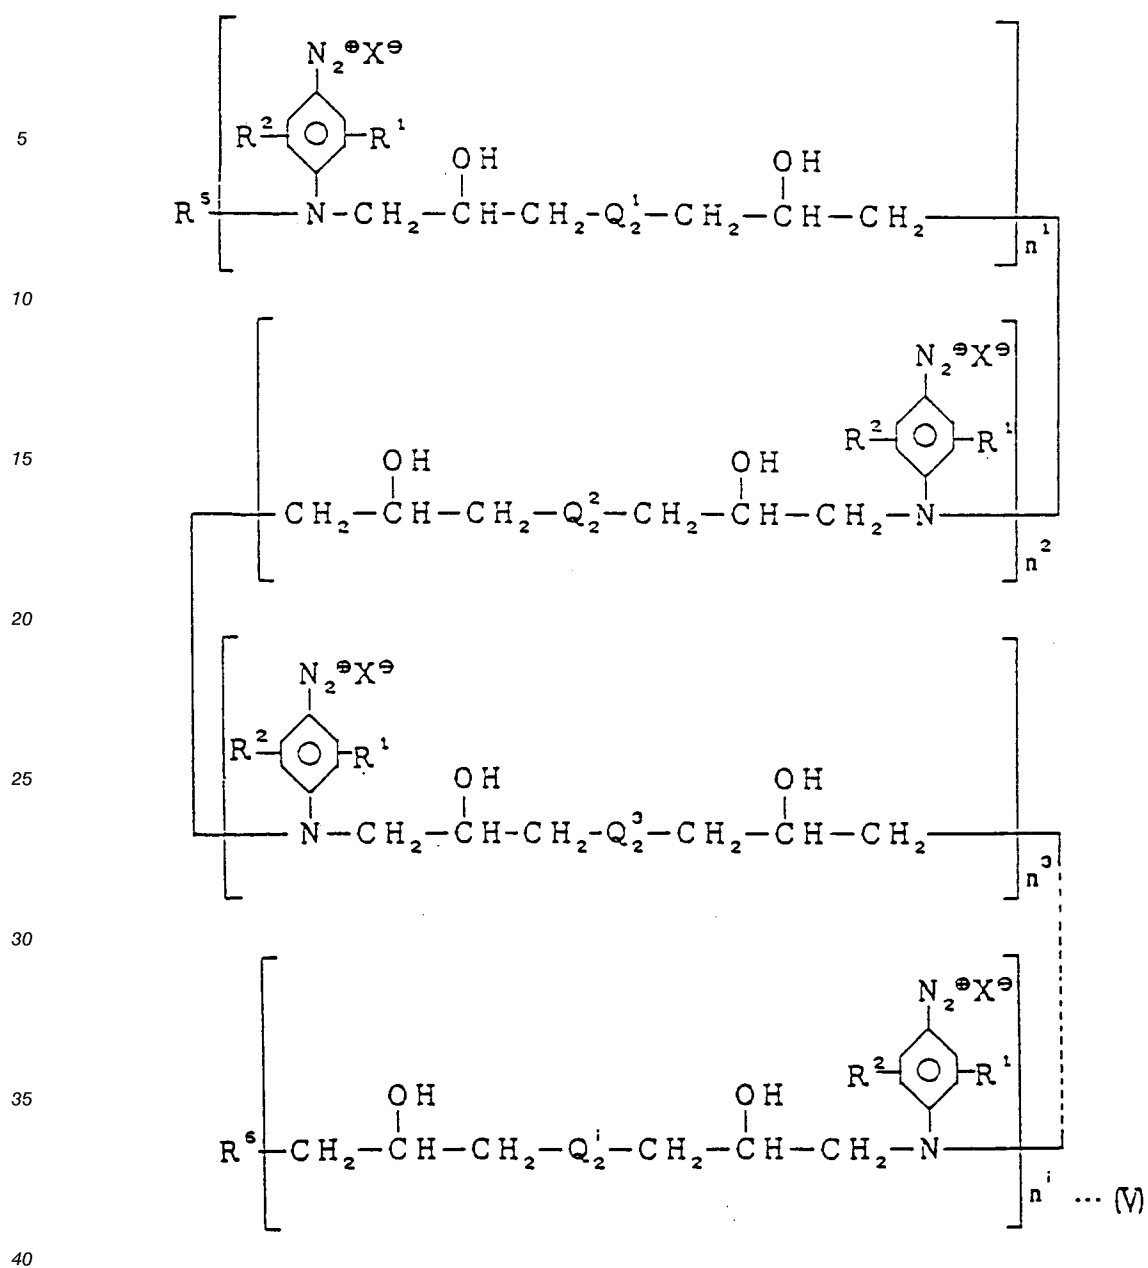 N₂⊕X⊖
5 R² R¹
OH OH
R⁵ N—CH₂—CH—CH₂—Q₂¹—CH₂—CH—CH₂ n¹
10
N₂⊕X⊖
R² R¹
15 OH OH
CH₂—CH—CH₂—Q₂²—CH₂—CH—CH₂—N n²
20
N₂⊕X⊖
R² R¹
25 OH OH
N—CH₂—CH—CH₂—Q₂³—CH₂—CH—CH₂ n³
30
N₂⊕X⊖
R² R¹
35 OH OH
R⁶—CH₂—CH—CH₂—Q₂ⁱ—CH₂—CH—CH₂—N nⁱ ··· (V)
40